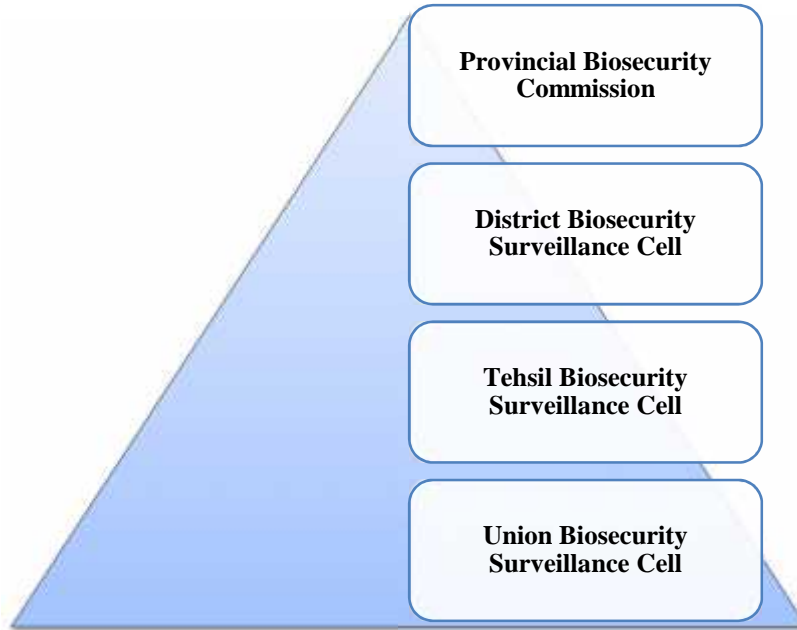 Provincial Biosecurity
Commission
District Biosecurity
Surveillance Cell
Tehsil Biosecurity
Surveillance Cell
Union Biosecurity
Surveillance Cell